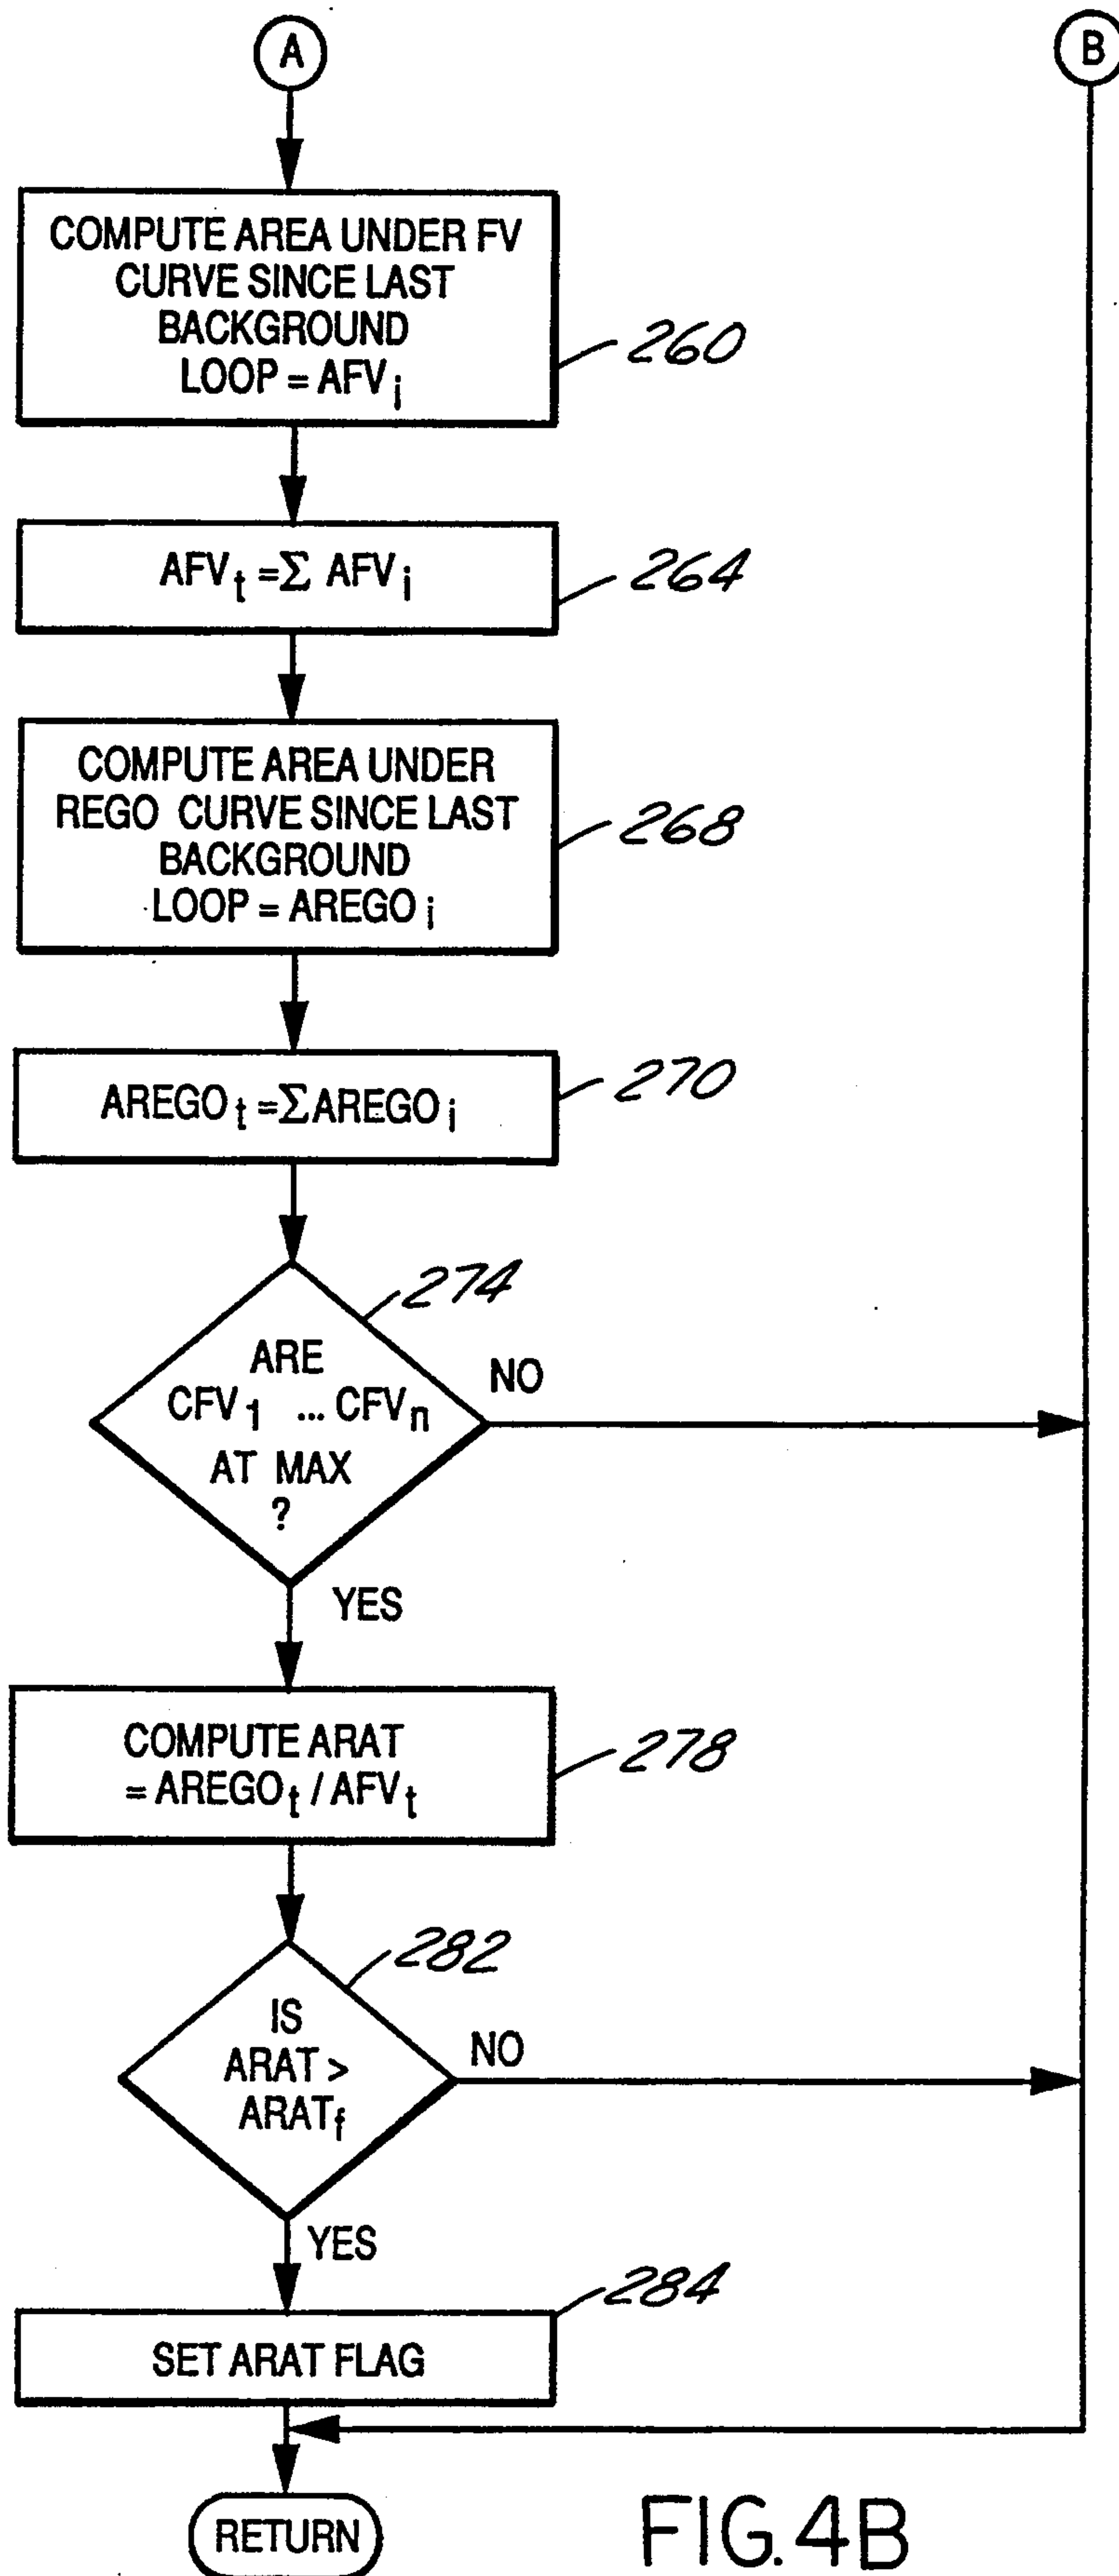 A
B
COMPUTE AREA UNDER FV
CURVE SINCE LAST
BACKGROUND
LOOP = AFVi
260
AFVt = Σ AFVi
264
COMPUTE AREA UNDER
REGO CURVE SINCE LAST
BACKGROUND
LOOP = AREGOi
268
AREGOt = Σ AREGOi
270
274
ARE
CFV1 ... CFVn
AT MAX
?
NO
YES
COMPUTE ARAT
= AREGOt / AFVt
278
282
IS
ARAT >
ARATf
NO
YES
284
SET ARAT FLAG
RETURN
FIG. 4B